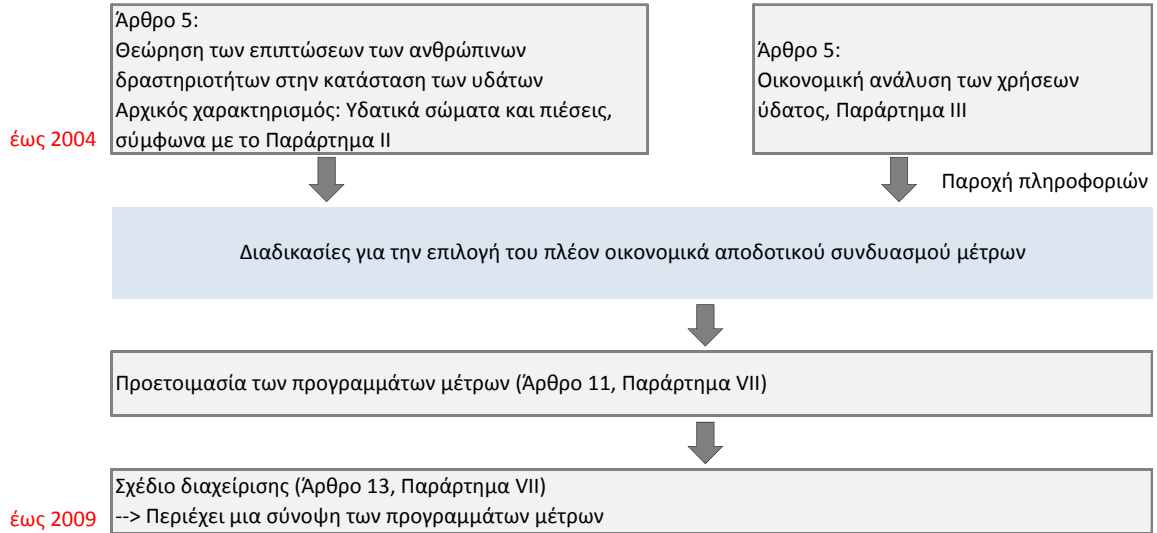 Άρθρο 5:
Θεώρηση των επιπτώσεων των ανθρώπινων
δραστηριοτήτων στην κατάσταση των υδάτων
Αρχικός χαρακτηρισμός: Υδατικά σώματα και πιέσεις,
σύμφωνα με το Παράρτημα ΙΙ
έως 2004
Άρθρο 5:
Οικονομική ανάλυση των χρήσεων
ύδατος, Παράρτημα ΙΙΙ
Παροχή πληροφοριών
Διαδικασίες για την επιλογή του πλέον οικονομικά αποδοτικού συνδυασμού μέτρων
Προετοιμασία των προγραμμάτων μέτρων (Άρθρο 11, Παράρτημα VII)
Σχέδιο διαχείρισης (Άρθρο 13, Παράρτημα VII)
--> Περιέχει μια σύνοψη των προγραμμάτων μέτρων
έως 2009